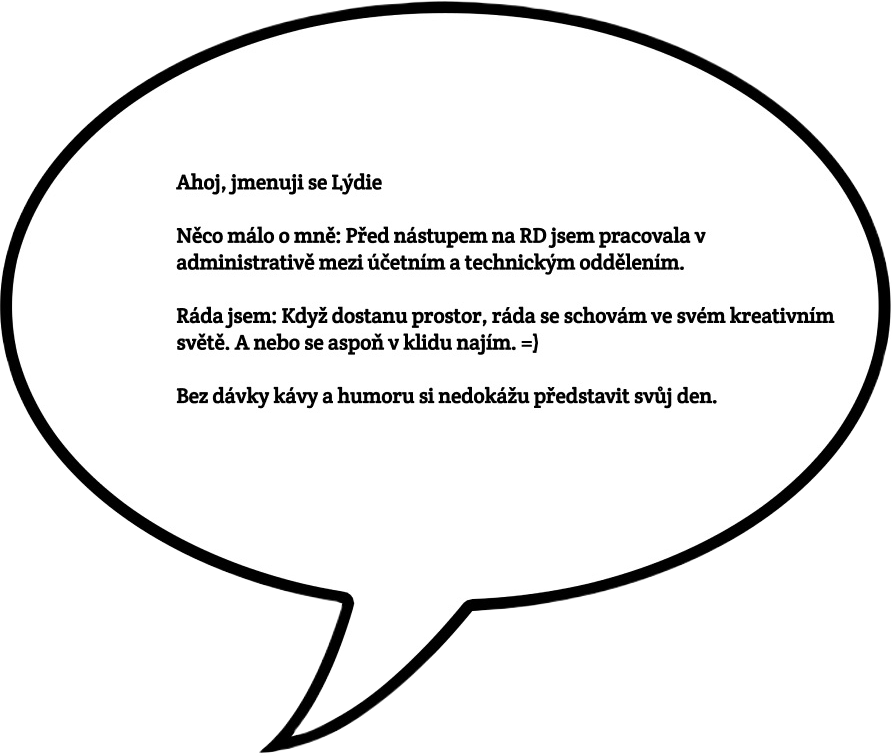 Ahoj, jmenuji se Lýdie
Něco málo o mně: Před nástupem na RD jsem pracovala v
administrativě mezi účetním a technickým oddělením.
Ráda jsem: Když dostanu prostor, ráda se schovám ve svém kreativním
světě. A nebo se aspoň v klidu najím. =)
Bez dávky kávy a humoru si nedokážu představit svůj den.